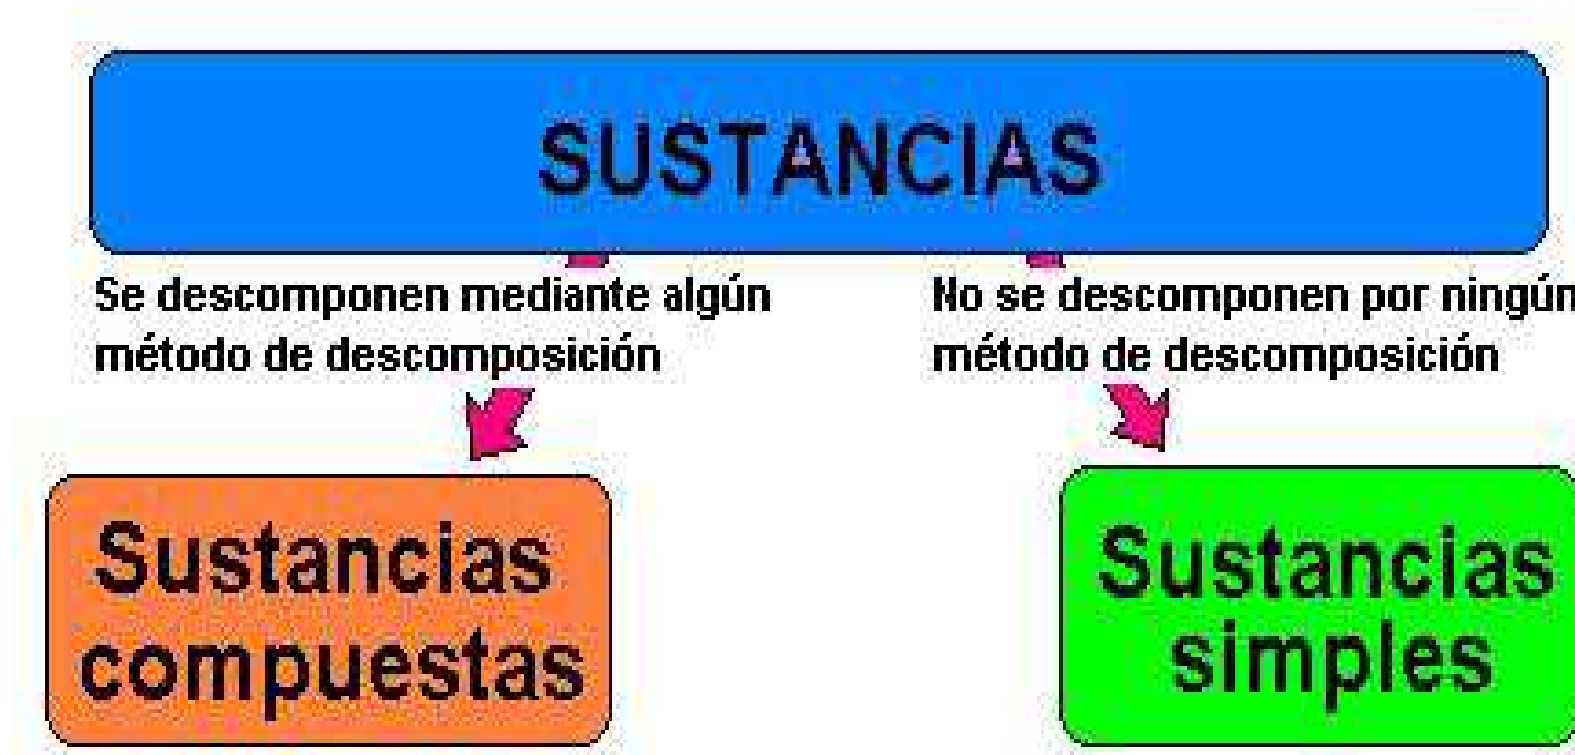 SUSTANCIAS
Se descomponen mediante algún
método de descomposición
No se descomponen por ningún
método de descomposición
Sustancias
compuestas
Sustancias
simples